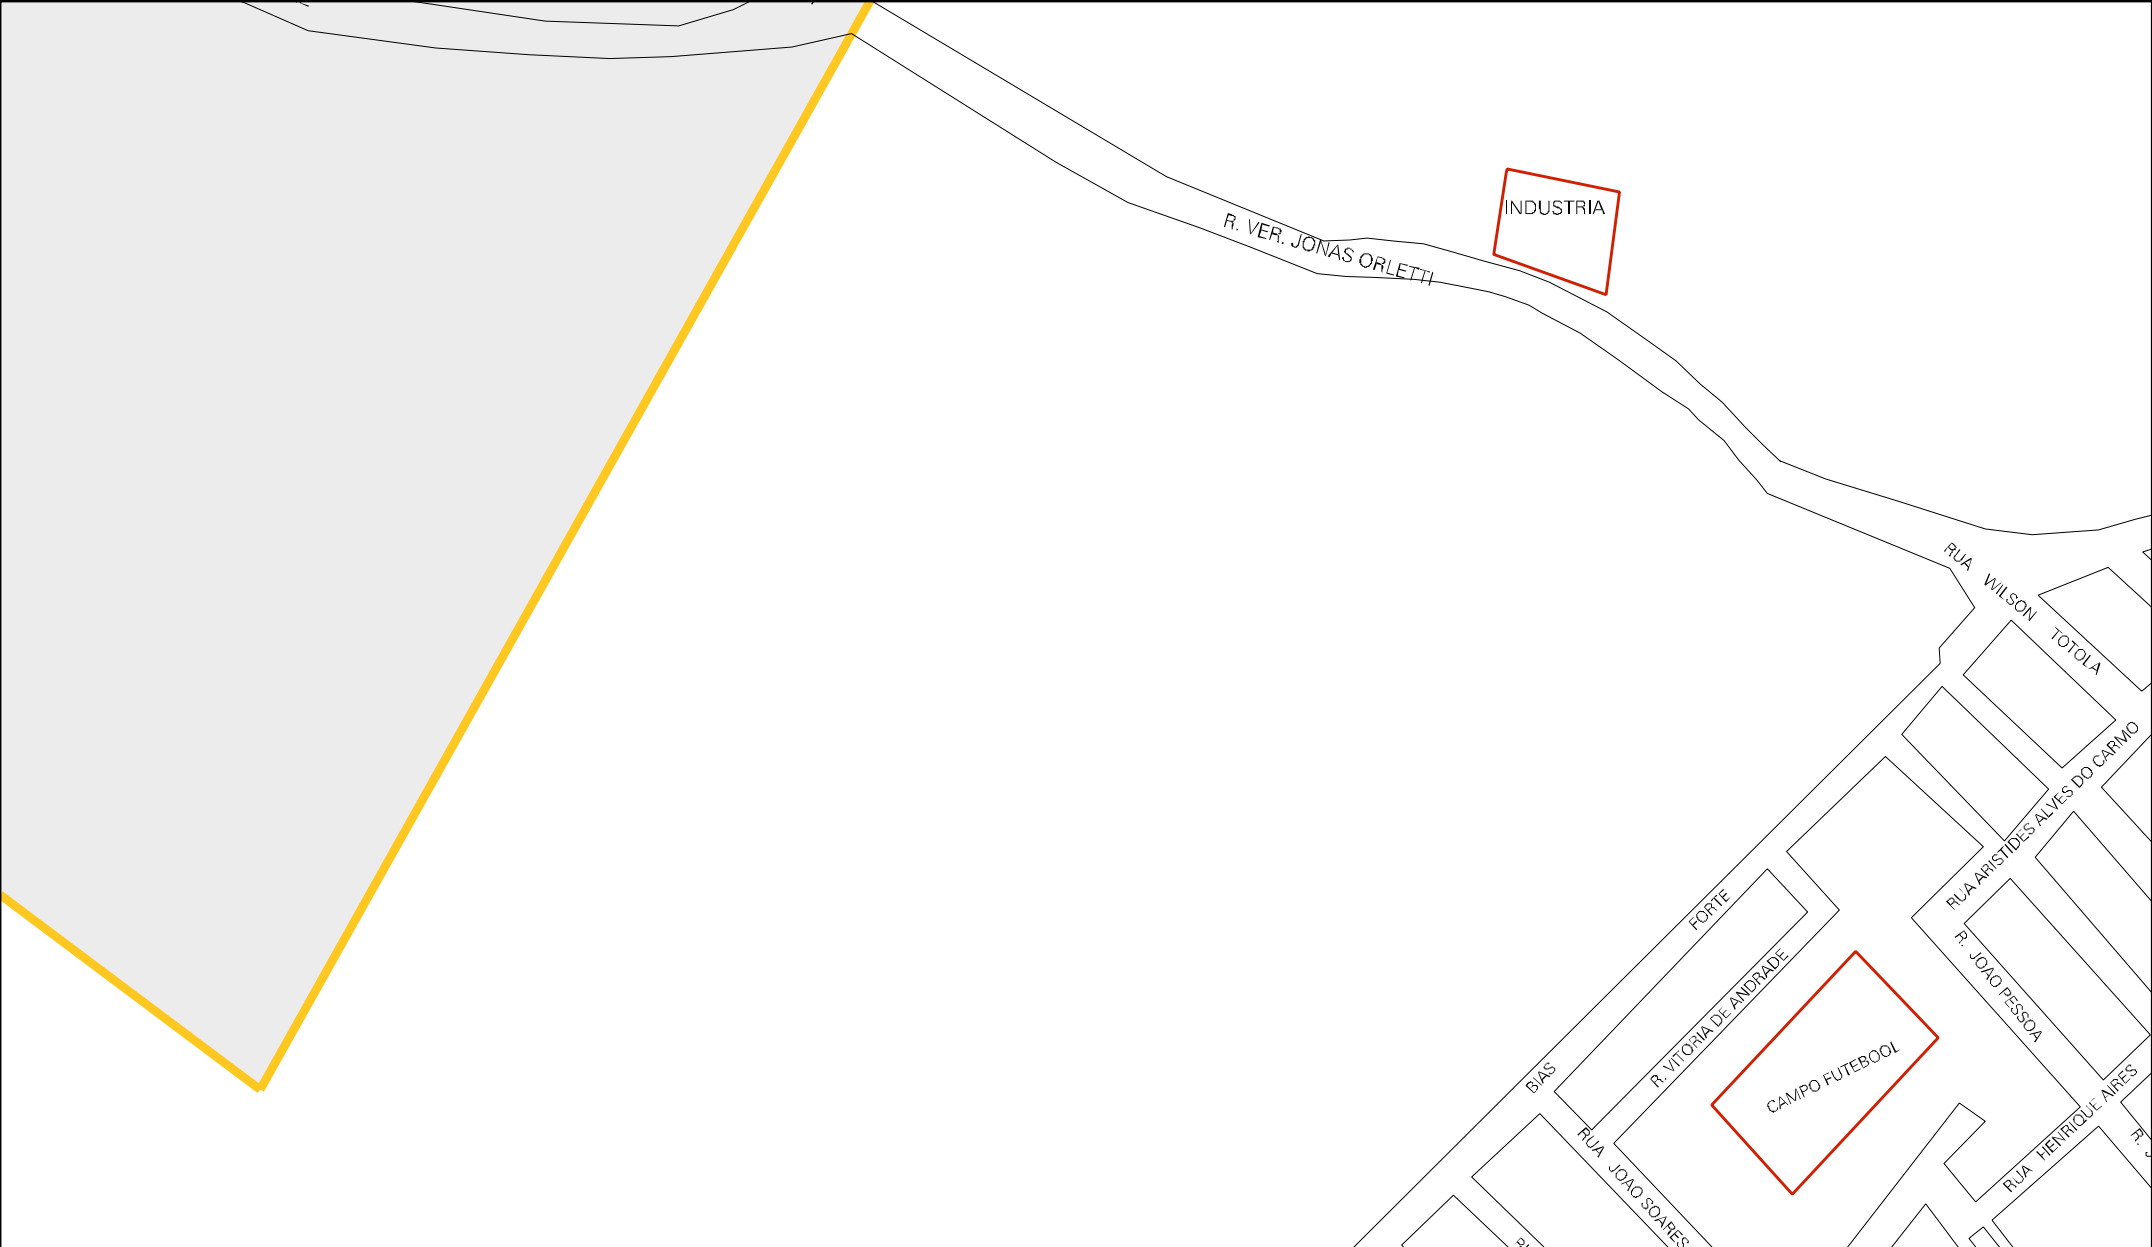 INDUSTRIA
R. VER. JONAS ORLETTI
RUA WILSON TOTOLA
RUA ARISTIDES ALVES DO CARMO
BIAS FORTE
R. VITORIA DE ANDRADE
R. JOAO PESSOA
CAMPO FUTEBOOL
RUA HENRIQUE AIRES
RUA JOAO SOARES
R.